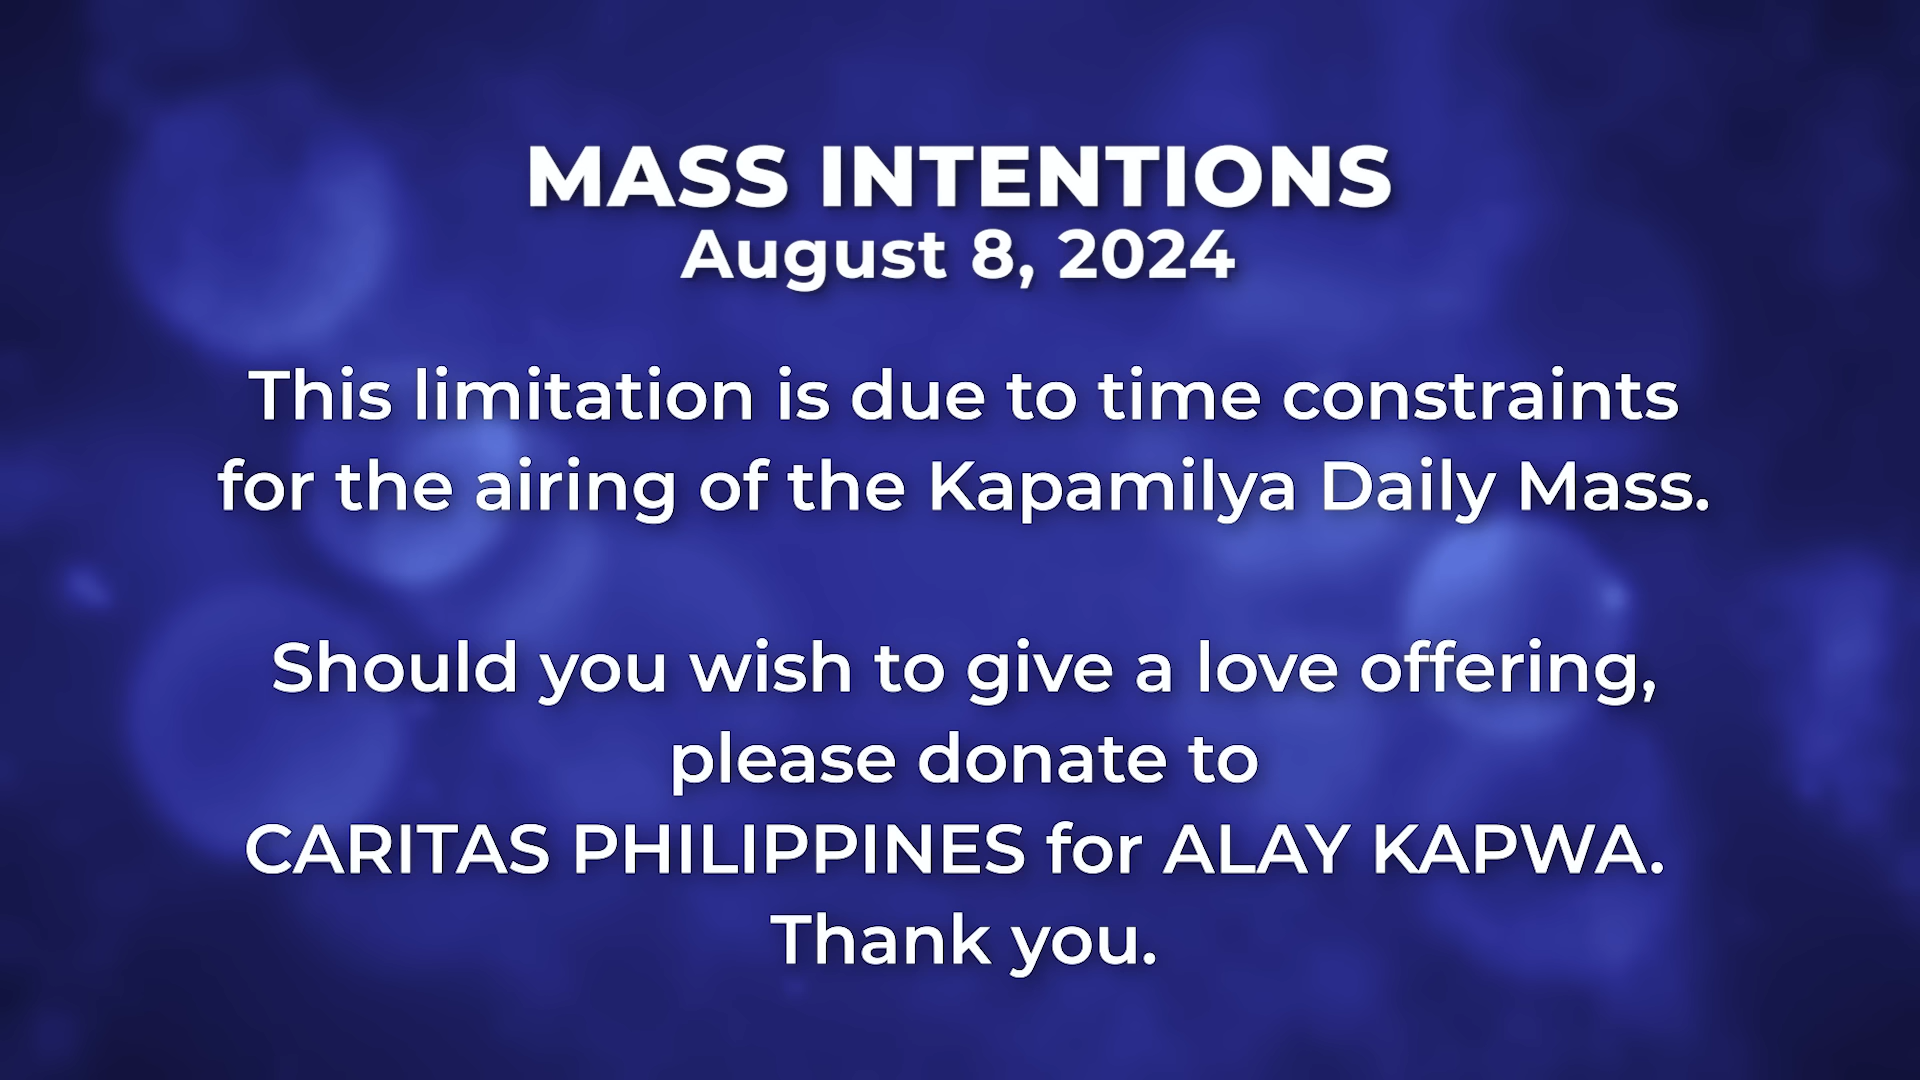 MASS INTENTIONS
August 8, 2024
This limitation is due to time constraints
for the airing of the Kapamilya Daily Mass.
Should you wish to give a love offering,
please donate to
CARITAS PHILIPPINES for ALAY KAPWA.
Thank you.